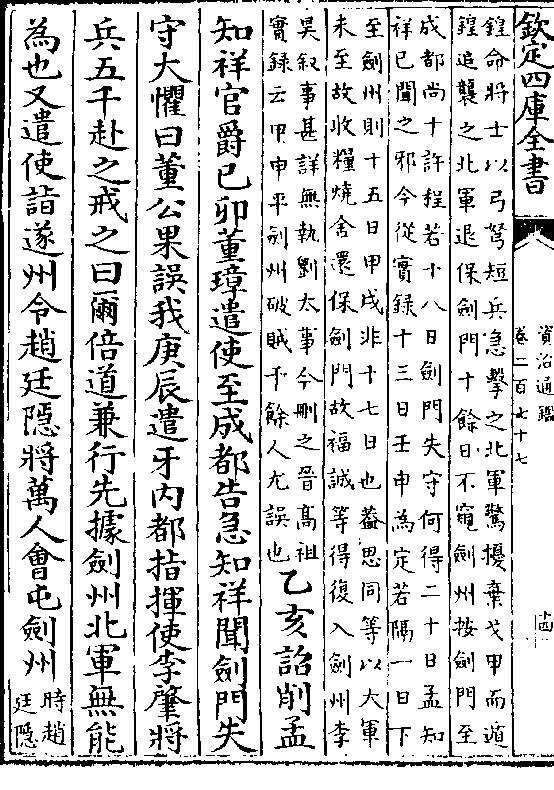 欽定四庫全書
資治通鑑
卷二百七十七
十四
鍠命將士以弓弩短兵急擊之北軍驚擾棄戈甲而遁
鍠追襲之北軍退保劍門十餘日不窺劍州按劍門至
成都尚十許程若十八日劍門失守何得二十日孟知
祥已聞之邪今從實録十三日壬申為定若隔一日下
至劍州則十五日甲戌非十七日也葢思同等以大軍
未至故收糧燒舍還保劍門故福誠等得復入劍州李
昊叙事甚詳無執劉太事今刪之晉髙祖
實録云甲申平劍州破賊千餘人尤誤也
乙亥詔削孟
知祥官爵己卯董璋遣使至成都告急知祥聞劍門失
守大懼曰董公果誤我庚辰遣牙内都指揮使李肇將
兵五千赴之戒之曰爾倍道兼行先據劍州北軍無能
為也又遣使詣遂州令趙廷隱將萬人㑹屯劍州
時趙
廷隱